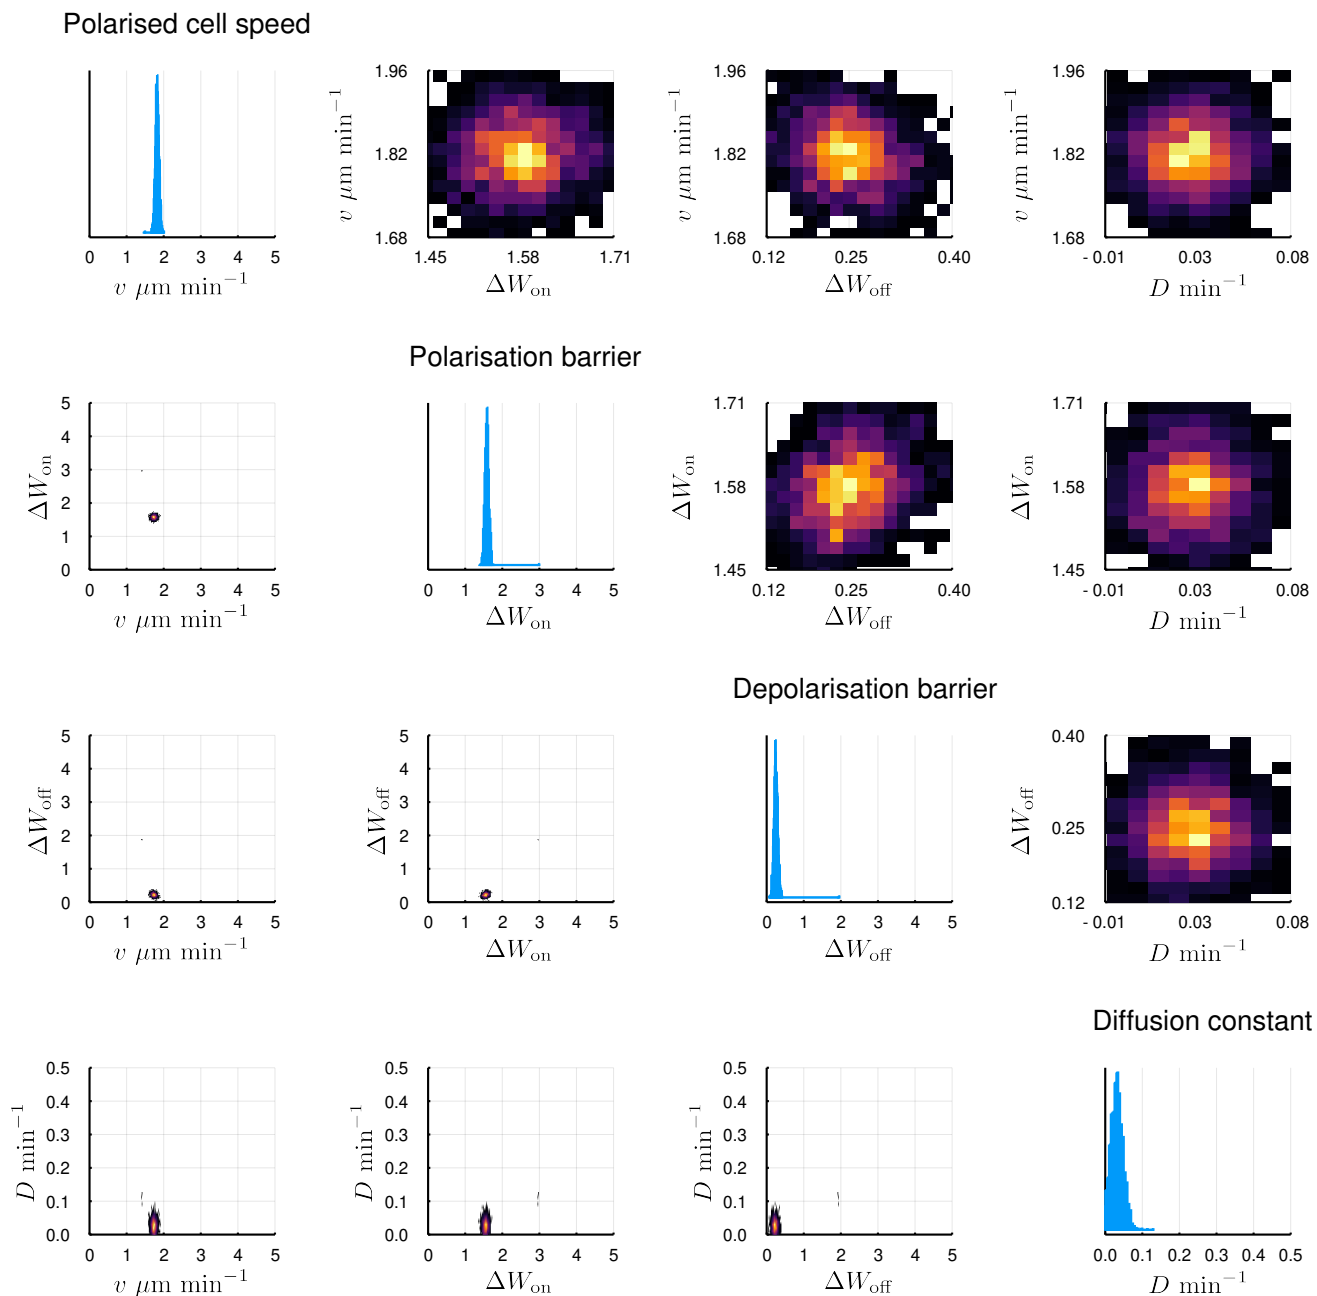 Polarised cell speed
0 1 2 3 4 5
v μm min⁻¹
1.96
1.82
1.68
v μm min⁻¹
1.45 1.58 1.71
ΔW_on
1.96
1.82
1.68
v μm min⁻¹
0.12 0.25 0.40
ΔW_off
1.96
1.82
1.68
v μm min⁻¹
- 0.01 0.03 0.08
D min⁻¹
Polarisation barrier
5
4
3
2
1
0
ΔW_on
0 1 2 3 4 5
v μm min⁻¹
0 1 2 3 4 5
ΔW_on
1.71
1.58
1.45
ΔW_on
0.12 0.25 0.40
ΔW_off
1.71
1.58
1.45
ΔW_on
- 0.01 0.03 0.08
D min⁻¹
Depolarisation barrier
5
4
3
2
1
0
ΔW_off
0 1 2 3 4 5
v μm min⁻¹
5
4
3
2
1
0
ΔW_off
0 1 2 3 4 5
ΔW_on
0 1 2 3 4 5
ΔW_off
0.40
0.25
0.12
ΔW_off
- 0.01 0.03 0.08
D min⁻¹
Diffusion constant
0.5
0.4
0.3
0.2
0.1
0.0
D min⁻¹
0 1 2 3 4 5
v μm min⁻¹
0.5
0.4
0.3
0.2
0.1
0.0
D min⁻¹
0 1 2 3 4 5
ΔW_on
0.5
0.4
0.3
0.2
0.1
0.0
D min⁻¹
0 1 2 3 4 5
ΔW_off
0.0 0.1 0.2 0.3 0.4 0.5
D min⁻¹